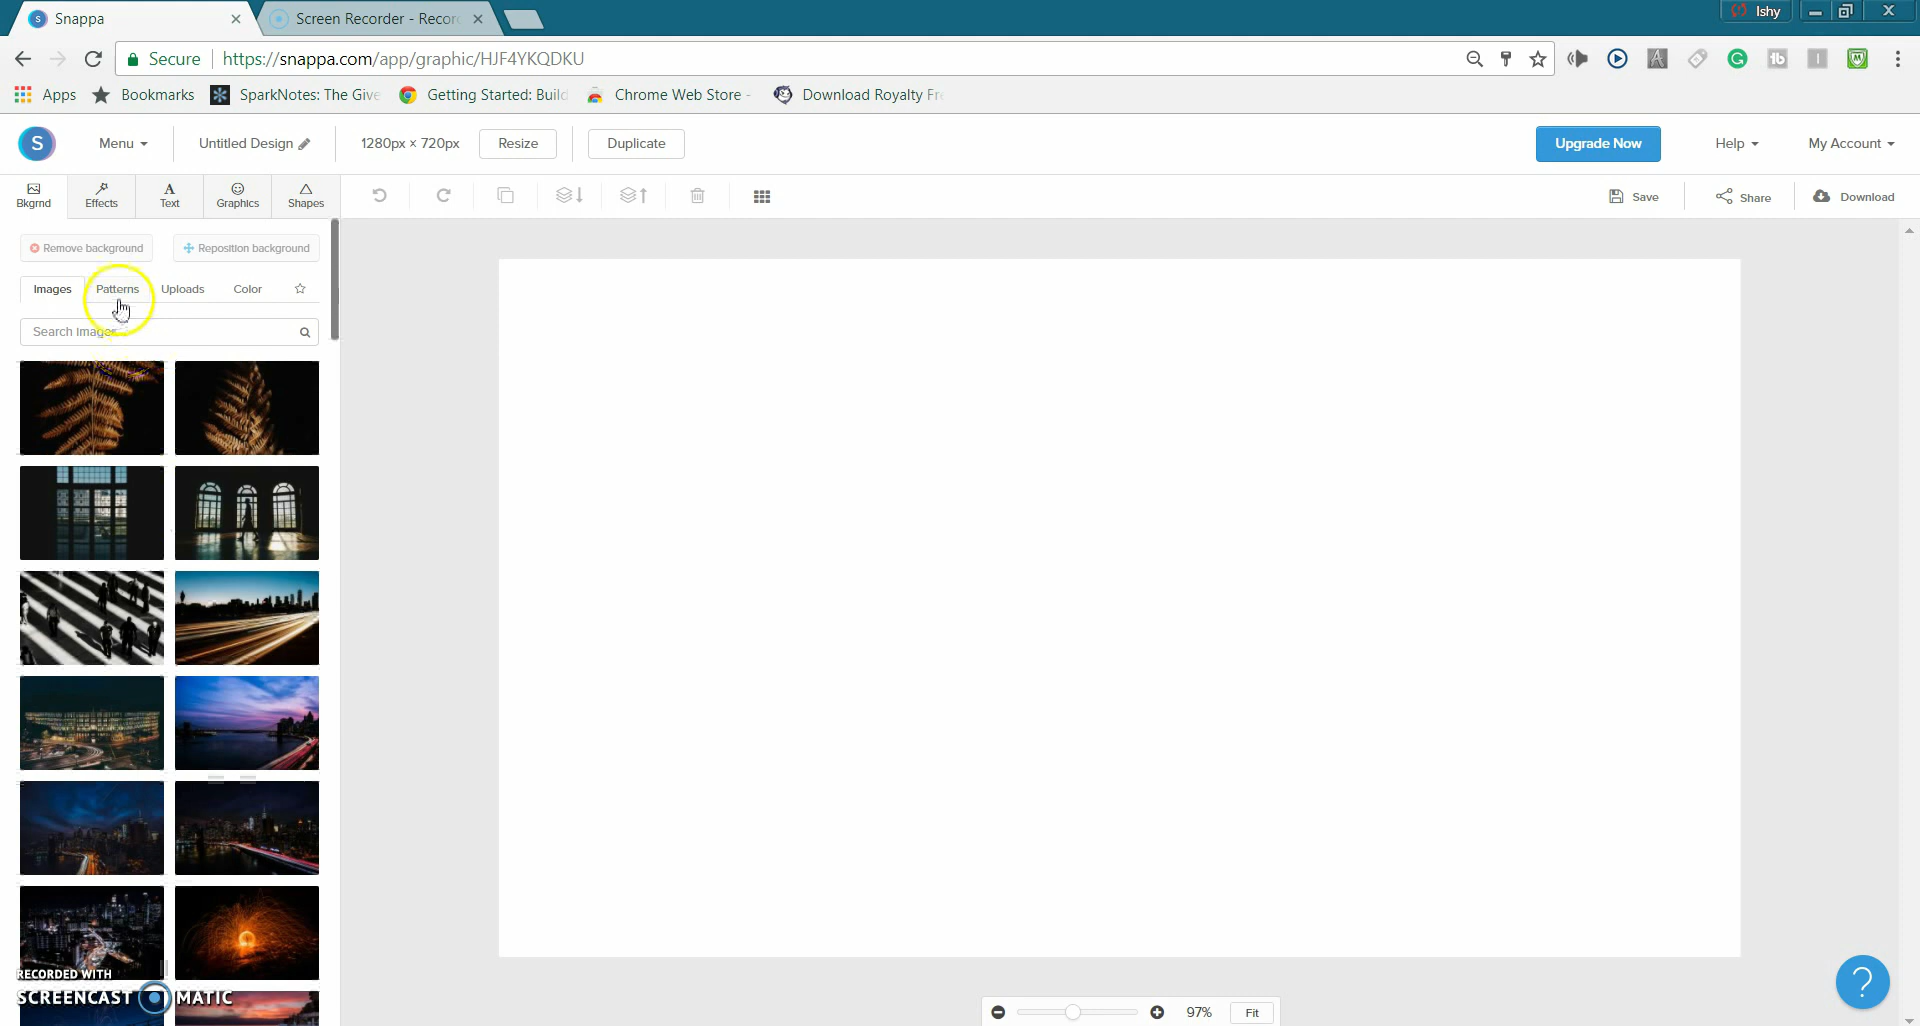 S Snappa
Screen Recorder - Recor
Ishy
Secure https://snappa.com/app/graphic/HJF4YKQDKU
Apps Bookmarks SparkNotes: The Give Getting Started: Build Chrome Web Store - Download Royalty Fre
S Menu Untitled Design 1280px × 720px Resize Duplicate Upgrade Now Help My Account
Bkgrnd Effects Text Graphics Shapes Save Share Download
Remove background Reposition background
Images Patterns Uploads Color
Search Images
RECORDED WITH
SCREENCAST MATIC
97% Fit
?